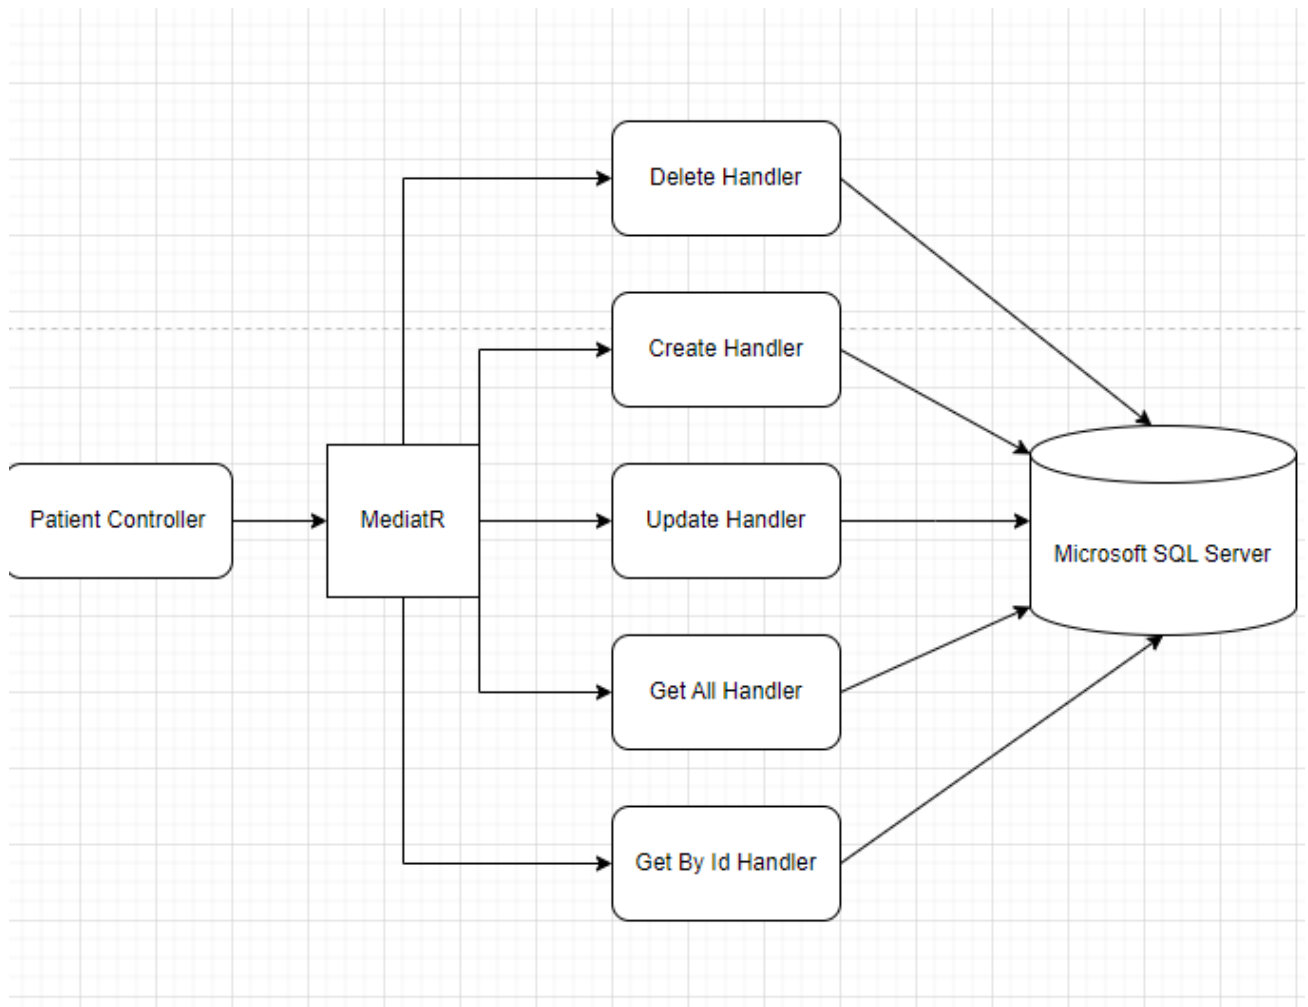 Delete Handler
Create Handler
Patient Controller
MediatR
Update Handler
Microsoft SQL Server
Get All Handler
Get By Id Handler